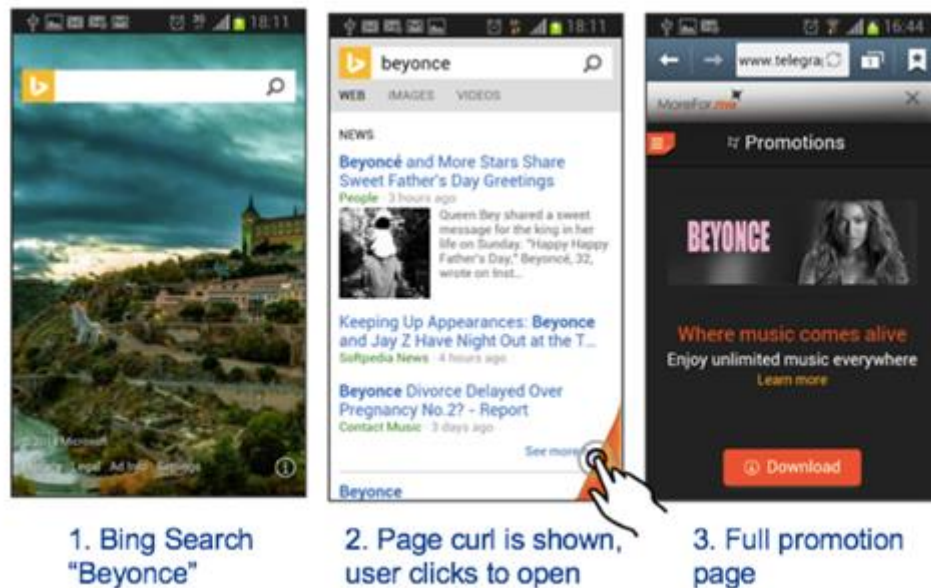 18:11
© 2014 Microsoft
Privacy Legal Ad Info Settings
1. Bing Search
"Beyonce"
18:11
beyonce
WEB IMAGES VIDEOS
NEWS
Beyoncé and More Stars Share
Sweet Father's Day Greetings
People · 3 hours ago
Queen Bey shared a sweet
message for the king in her
life on Sunday. "Happy Happy
Father's Day," Beyoncé, 32,
wrote on Inst...
Keeping Up Appearances: Beyonce
and Jay Z Have Night Out at the T...
Softpedia News · 4 hours ago
Beyonce Divorce Delayed Over
Pregnancy No.2? - Report
Contact Music · 3 days ago
See more
Beyonce
2. Page curl is shown,
user clicks to open
16:44
www.telegra
MoreFor.me
Promotions
BEYONCE
Where music comes alive
Enjoy unlimited music everywhere
Learn more
Download
3. Full promotion
page